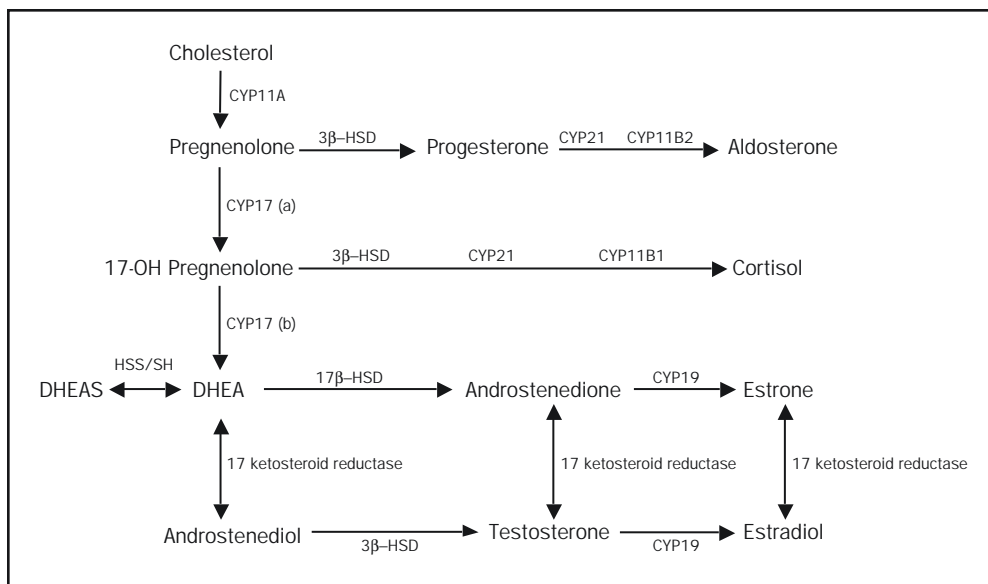 Cholesterol
CYP11A
3β–HSD CYP21 CYP11B2
Pregnenolone Progesterone Aldosterone
CYP17 (a)
3β–HSD CYP21 CYP11B1
17-OH Pregnenolone Cortisol
CYP17 (b)
HSS/SH 17β–HSD CYP19
DHEAS DHEA Androstenedione Estrone
17 ketosteroid reductase 17 ketosteroid reductase 17 ketosteroid reductase
Androstenediol Testosterone Estradiol
3β–HSD CYP19